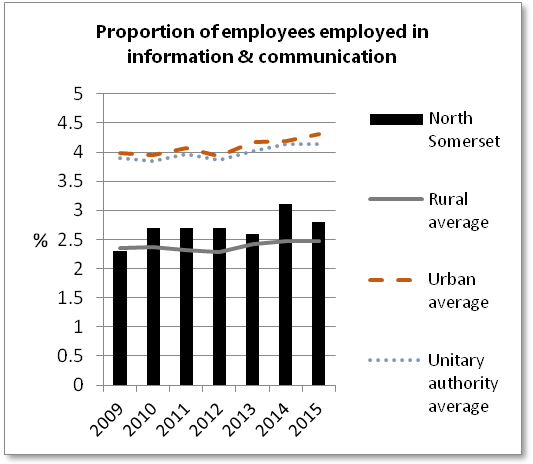 Proportion of employees employed in
information & communication
5
4.5
4
3.5
3
2.5
2
1.5
1
0.5
0
%
2009
2010
2011
2012
2013
2014
2015
North
Somerset
Rural
average
Urban
average
Unitary
authority
average